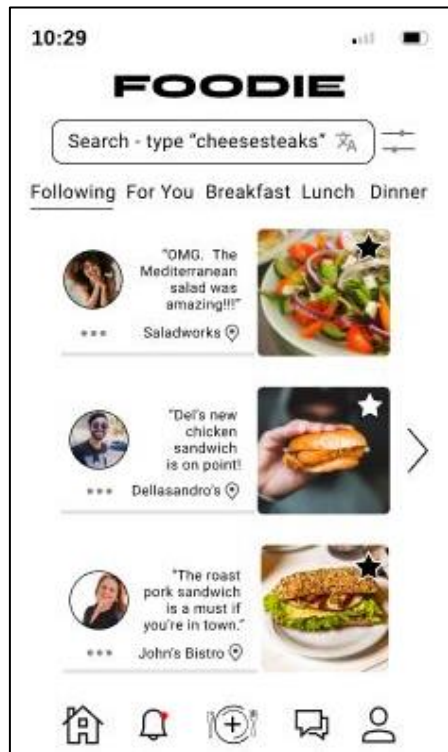 10:29
FOODIE
Search - type "cheesesteaks" 文A
Following For You Breakfast Lunch Dinner
"OMG. The
Mediterranean
salad was
amazing!!!"
Saladworks
"Del's new
chicken
sandwich
is on point!
Dellasandro's
"The roast
pork sandwich
is a must if
you're in town."
John's Bistro